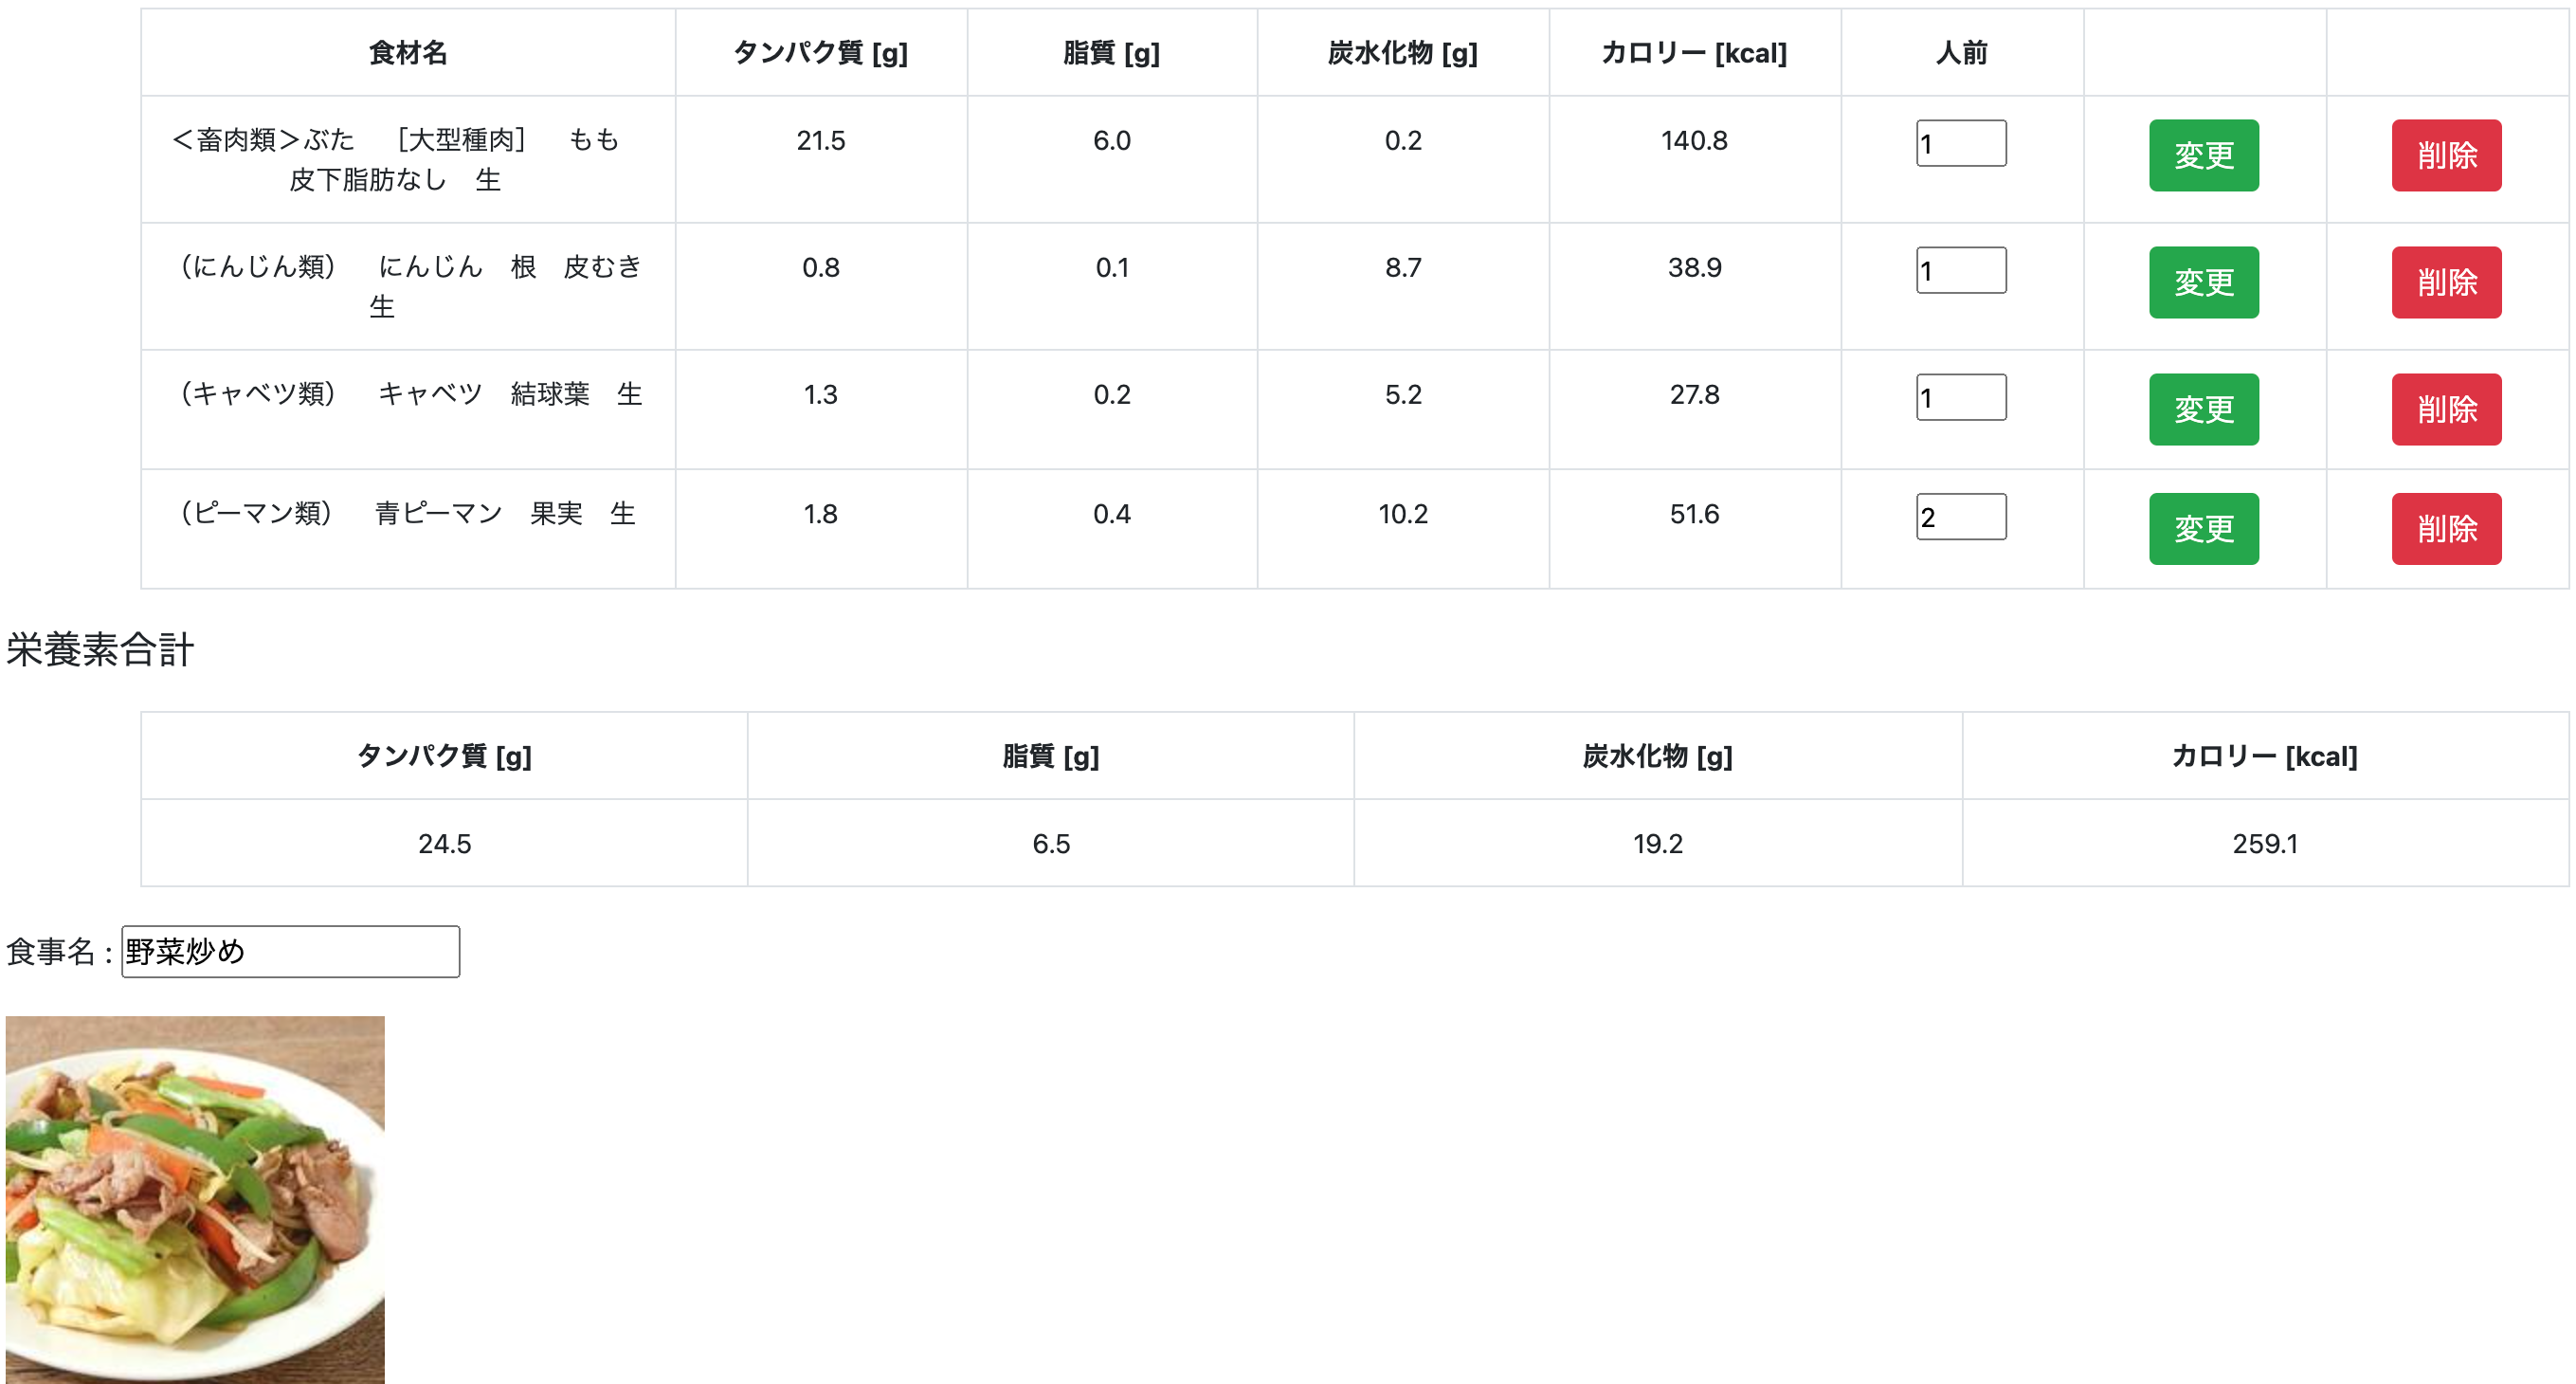 食材名 タンパク質 [g] 脂質 [g] 炭水化物 [g] カロリー [kcal] 人前
＜畜肉類＞ぶた　［大型種肉］　もも 21.5 6.0 0.2 140.8 1 変更 削除
皮下脂肪なし　生
（にんじん類）　にんじん　根　皮むき 0.8 0.1 8.7 38.9 1 変更 削除
生
（キャベツ類）　キャベツ　結球葉　生 1.3 0.2 5.2 27.8 1 変更 削除
（ピーマン類）　青ピーマン　果実　生 1.8 0.4 10.2 51.6 2 変更 削除
栄養素合計
タンパク質 [g] 脂質 [g] 炭水化物 [g] カロリー [kcal]
24.5 6.5 19.2 259.1
食事名 : 野菜炒め